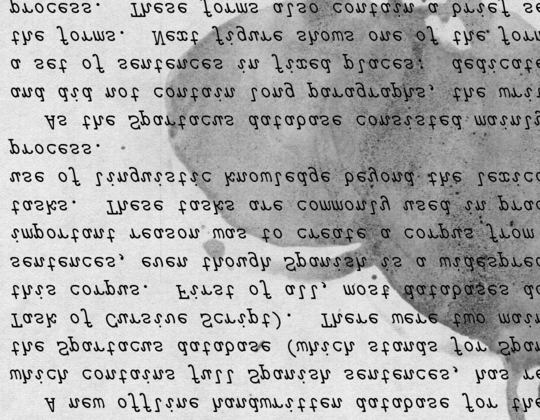 A new offline handwritten database for the
which contains full Spanish sentences, has re
the Spartacus database (which stands for Span
Task of Cursive Script). There were two main
this corpus. First of all, most databases do
sentences, even though Spanish is a widespre
important reason was to create a corpus from
tasks. These tasks are commonly used in prac
use of linguistic knowledge beyond the lexic
process.
As the Spartacus database consisted mainly
and did not contain long paragraphs, the writ
a set of sentences in fixed places: dedicate
the forms. Next figure shows one of the form
process. These forms also contain a brief se